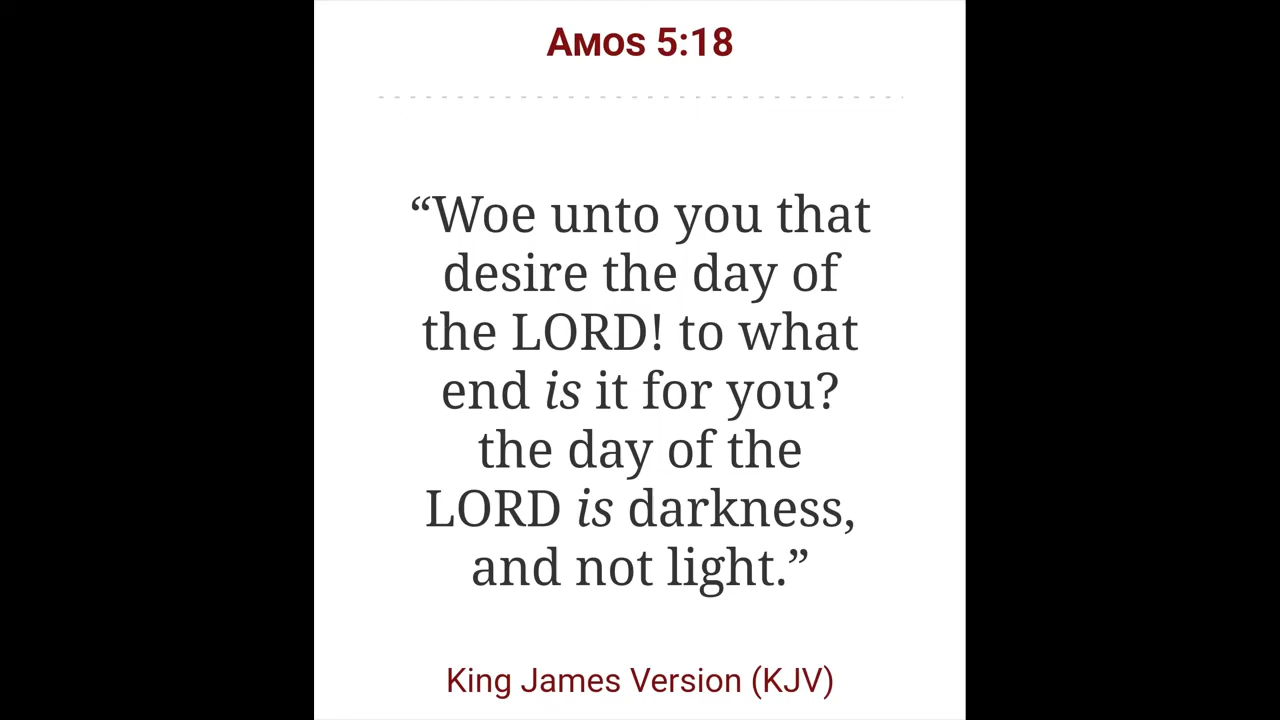 Amos 5:18
“Woe unto you that
desire the day of
the LORD! to what
end is it for you?
the day of the
LORD is darkness,
and not light.”
King James Version (KJV)